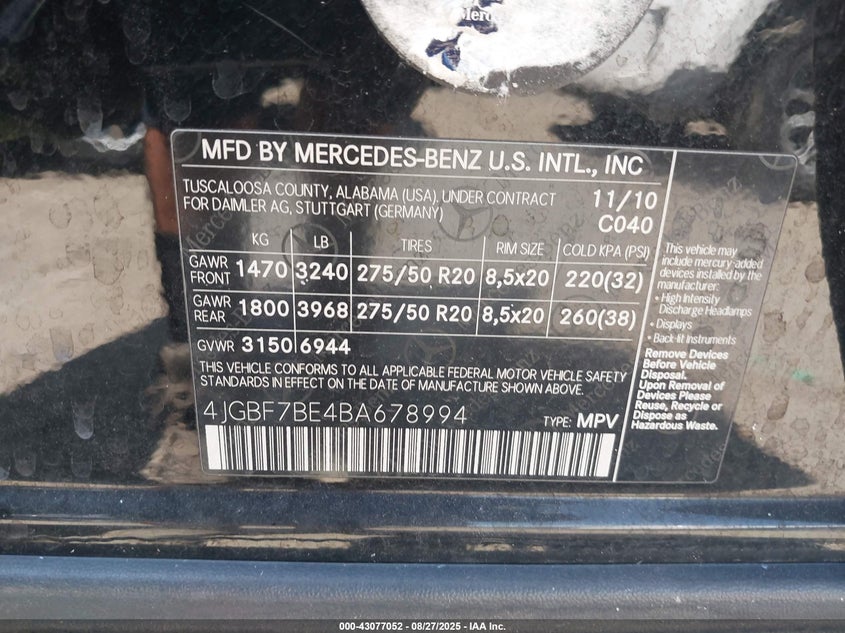 Merc
MFD BY MERCEDES-BENZ U.S. INTL., INC
TUSCALOOSA COUNTY, ALABAMA (USA), UNDER CONTRACT
FOR DAIMLER AG, STUTTGART (GERMANY)
11/10
C040
KG LB TIRES RIM SIZE COLD KPA (PSI)
GAWR FRONT 1470 3240 275/50 R20 8,5x20 220(32)
GAWR REAR 1800 3968 275/50 R20 8,5x20 260(38)
GVWR 3150 6944
THIS VEHICLE CONFORMS TO ALL APPLICABLE FEDERAL MOTOR VEHICLE SAFETY
STANDARDS IN EFFECT ON THE DATE OF MANUFACTURE SHOWN ABOVE.
4JGBF7BE4BA678994
TYPE: MPV
This vehicle may
include mercury-added
devices installed by the
manufacturer:
• High Intensity
Discharge Headlamps
• Displays
• Back-lit Instruments
Remove Devices
Before Vehicle
Disposal.
Upon Removal of
Devices Please
Reuse, Recycle or
Dispose as
Hazardous Waste.
000-43077052 - 08/27/2025 - IAA Inc.